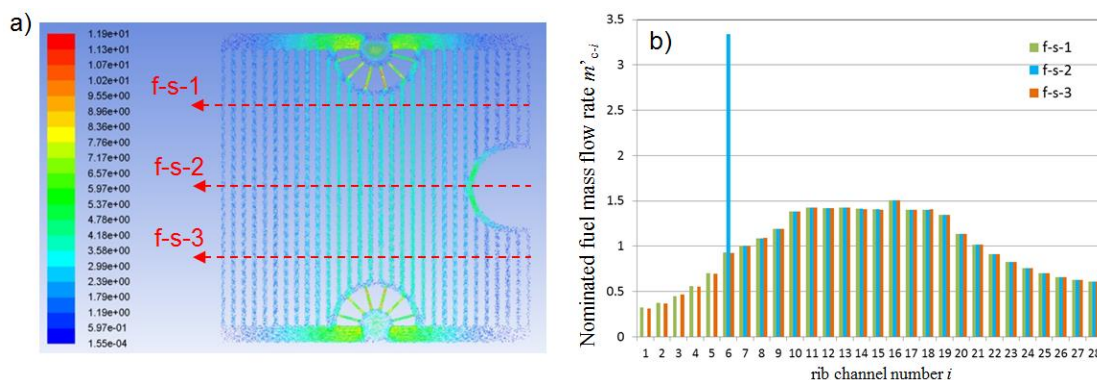 a)
1.19e+01
1.13e+01
1.07e+01
1.02e+01
1.55e+00
8.96e+00
8.36e+00
7.76e+00
7.17e+00
6.57e+00
5.97e+00
5.37e+00
4.78e+00
4.18e+00
3.58e+00
2.99e+00
2.39e+00
1.79e+00
1.19e+00
5.97e-01
1.55e-04
f-s-1
f-s-2
f-s-3
b)
Nominated fuel mass flow rate m’c-i
3.5
3
2.5
2
1.5
1
0.5
0
f-s-1
f-s-2
f-s-3
1 2 3 4 5 6 7 8 9 10 11 12 13 14 15 16 17 18 19 20 21 22 23 24 25 26 27 28
rib channel number i